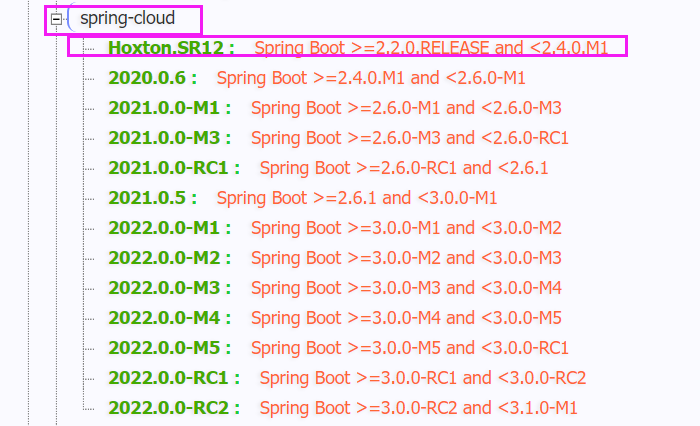 spring-cloud
Hoxton.SR12 : Spring Boot >=2.2.0.RELEASE and <2.4.0.M1
2020.0.6 : Spring Boot >=2.4.0.M1 and <2.6.0-M1
2021.0.0-M1 : Spring Boot >=2.6.0-M1 and <2.6.0-M3
2021.0.0-M3 : Spring Boot >=2.6.0-M3 and <2.6.0-RC1
2021.0.0-RC1 : Spring Boot >=2.6.0-RC1 and <2.6.1
2021.0.5 : Spring Boot >=2.6.1 and <3.0.0-M1
2022.0.0-M1 : Spring Boot >=3.0.0-M1 and <3.0.0-M2
2022.0.0-M2 : Spring Boot >=3.0.0-M2 and <3.0.0-M3
2022.0.0-M3 : Spring Boot >=3.0.0-M3 and <3.0.0-M4
2022.0.0-M4 : Spring Boot >=3.0.0-M4 and <3.0.0-M5
2022.0.0-M5 : Spring Boot >=3.0.0-M5 and <3.0.0-RC1
2022.0.0-RC1 : Spring Boot >=3.0.0-RC1 and <3.0.0-RC2
2022.0.0-RC2 : Spring Boot >=3.0.0-RC2 and <3.1.0-M1